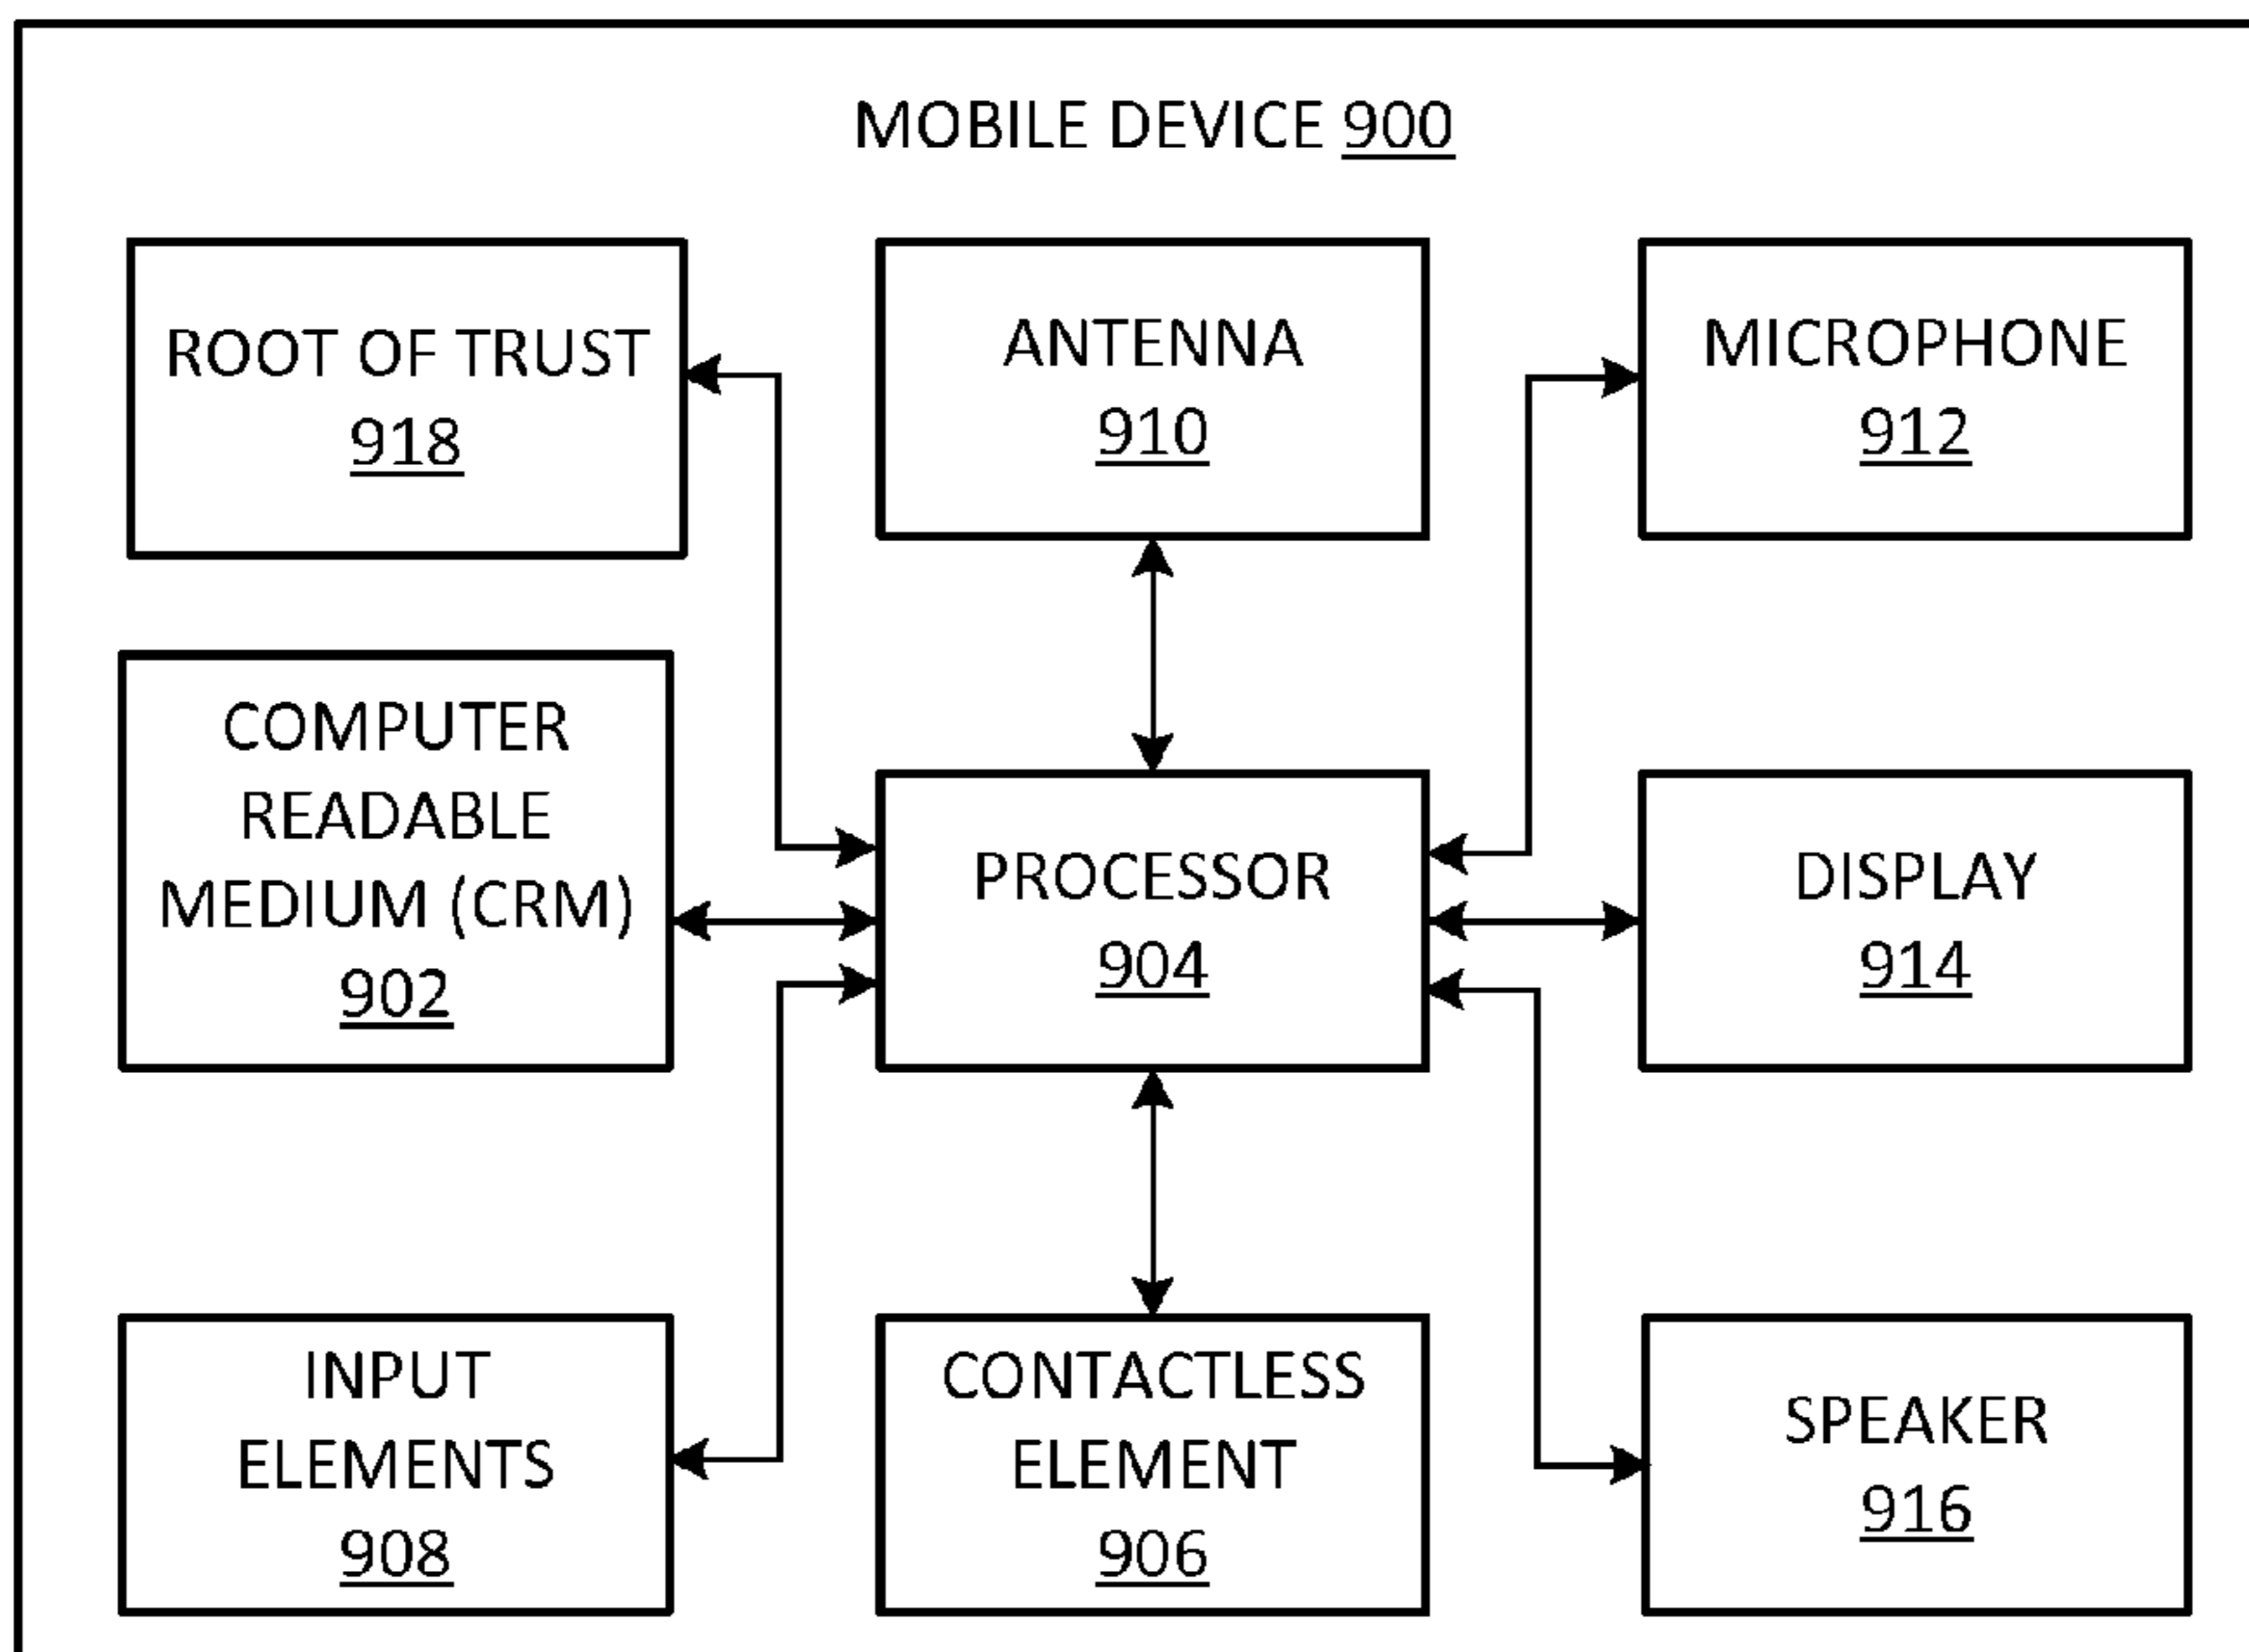 MOBILE DEVICE 900
ROOT OF TRUST
918
ANTENNA
910
MICROPHONE
912
COMPUTER
READABLE
MEDIUM (CRM)
902
PROCESSOR
904
DISPLAY
914
INPUT
ELEMENTS
908
CONTACTLESS
ELEMENT
906
SPEAKER
916